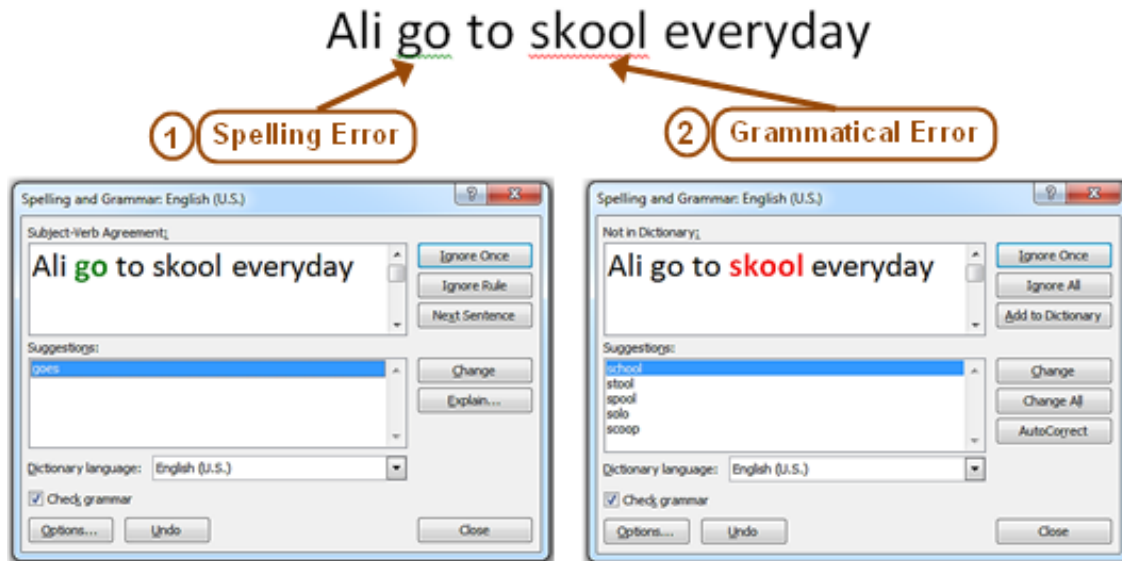 Ali go to skool everyday
1 Spelling Error
2 Grammatical Error
Spelling and Grammar: English (U.S.)
Subject-Verb Agreement:
Ali go to skool everyday
Ignore Once
Ignore Rule
Next Sentence
Suggestions:
goes
Change
Explain...
Dictionary language: English (U.S.)
Check grammar
Options...
Undo
Close
Spelling and Grammar: English (U.S.)
Not in Dictionary:
Ali go to skool everyday
Ignore Once
Ignore All
Add to Dictionary
Suggestions:
school
stool
spool
solo
scoop
Change
Change All
AutoCorrect
Dictionary language: English (U.S.)
Check grammar
Options...
Undo
Close